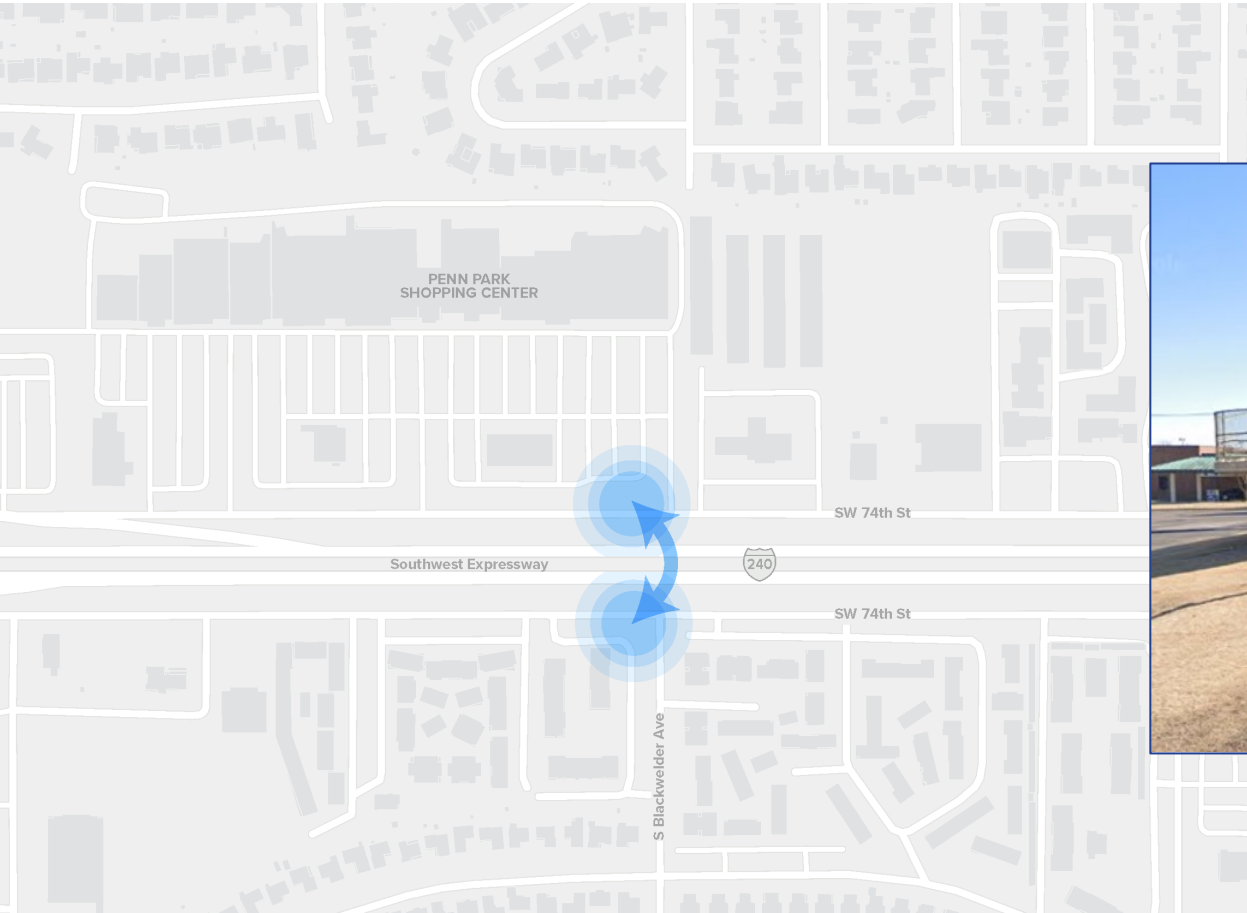 PENN PARK
SHOPPING CENTER
SW 74th St
Southwest Expressway
240
SW 74th St
S Blackwelder Ave